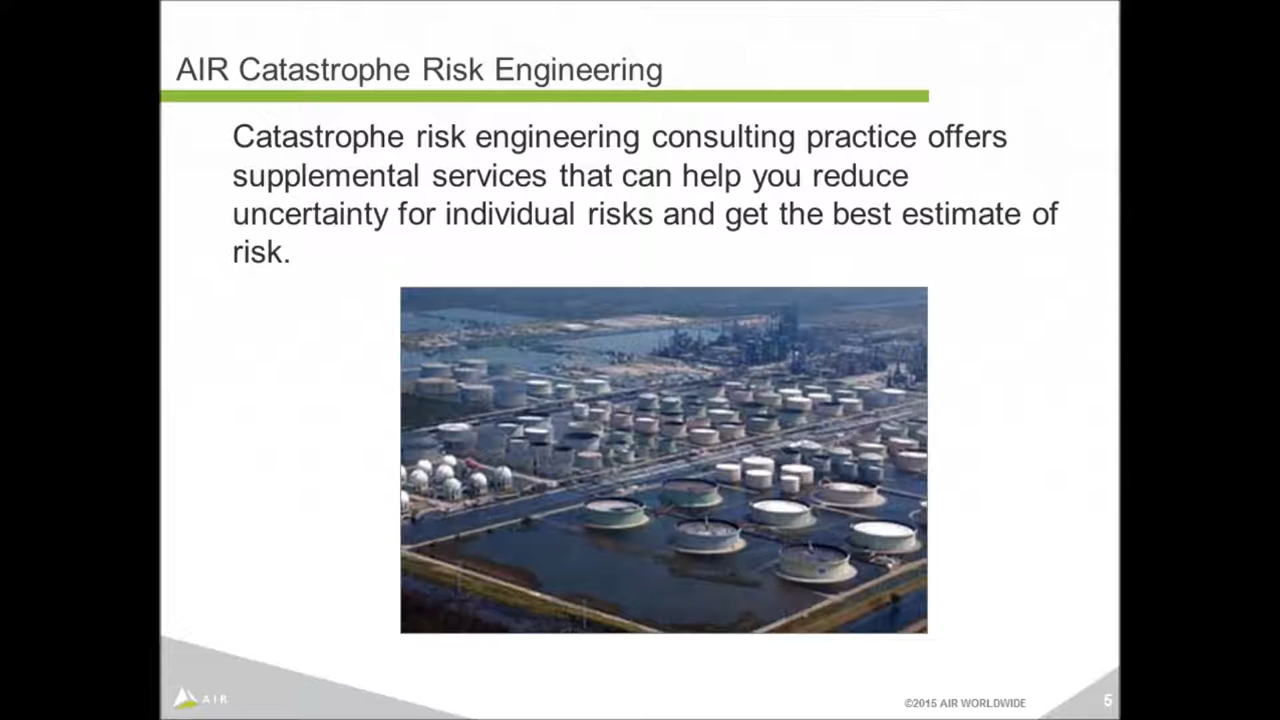 AIR Catastrophe Risk Engineering
Catastrophe risk engineering consulting practice offers
supplemental services that can help you reduce
uncertainty for individual risks and get the best estimate of
risk.
AIR
©2015 AIR WORLDWIDE
5